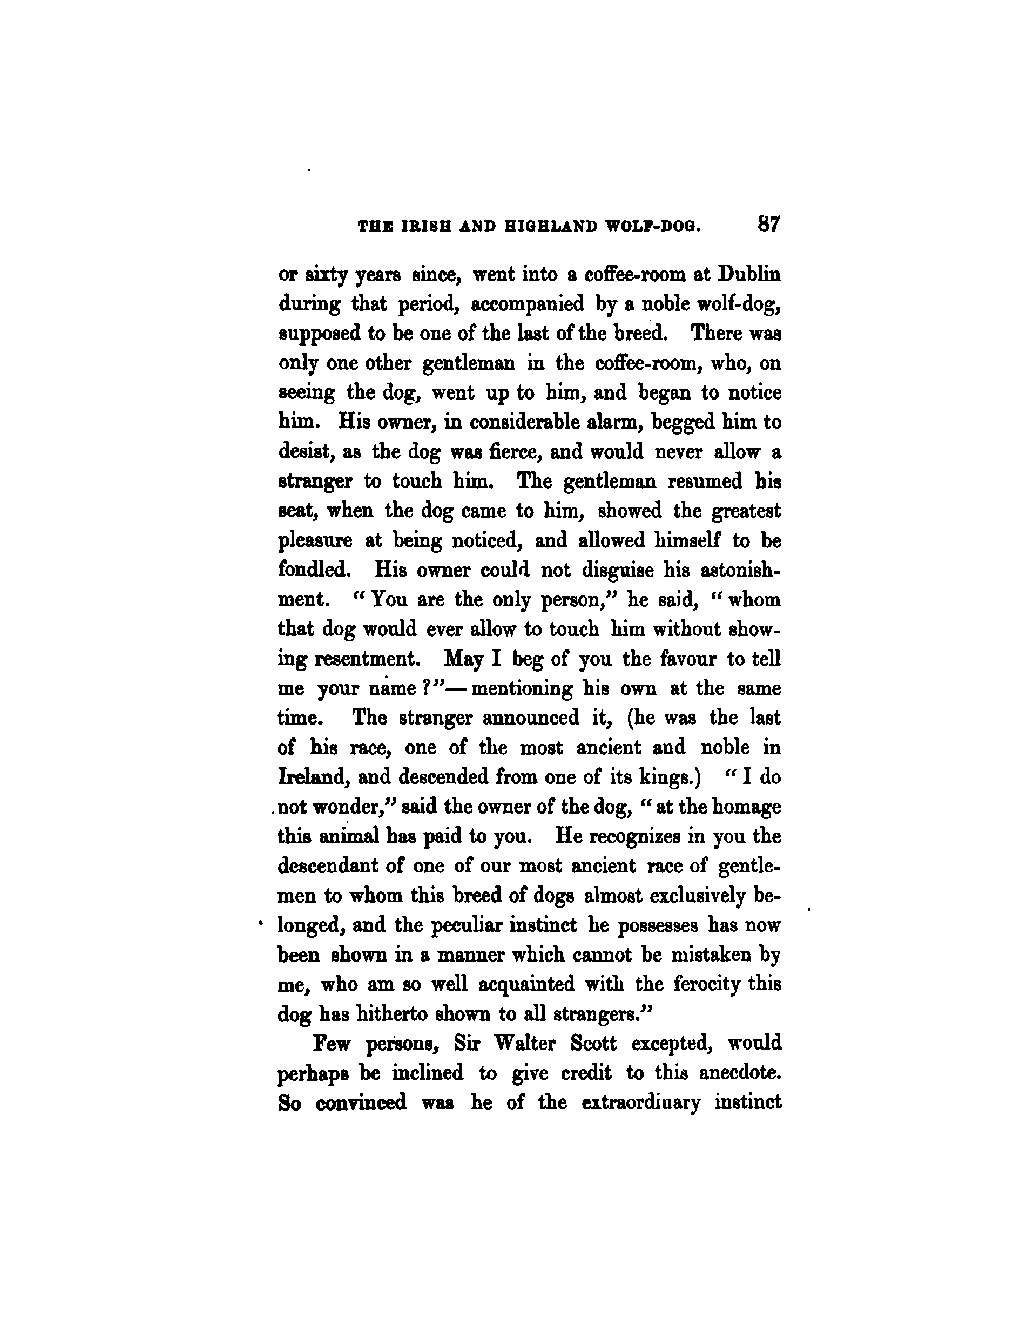 THE IRISH AND HIGHLAND WOLF-DOG. 87
or sixty years since, went into a coffee-room at Dublin
during that period, accompanied by a noble wolf-dog,
supposed to be one of the last of the breed. There was
only one other gentleman in the coffee-room, who, on
seeing the dog, went up to him, and began to notice
him. His owner, in considerable alarm, begged him to
desist, as the dog was fierce, and would never allow a
stranger to touch him. The gentleman resumed his
seat, when the dog came to him, showed the greatest
pleasure at being noticed, and allowed himself to be
fondled. His owner could not disguise his astonish-
ment. “ You are the only person,” he said, “ whom
that dog would ever allow to touch him without show-
ing resentment. May I beg of you the favour to tell
me your name ?”— mentioning his own at the same
time. The stranger announced it, (he was the last
of his race, one of the most ancient and noble in
Ireland, and descended from one of its kings.) “ I do
not wonder,” said the owner of the dog, “ at the homage
this animal has paid to you. He recognizes in you the
descendant of one of our most ancient race of gentle-
men to whom this breed of dogs almost exclusively be-
longed, and the peculiar instinct he possesses has now
been shown in a manner which cannot be mistaken by
me, who am so well acquainted with the ferocity this
dog has hitherto shown to all strangers.”
Few persons, Sir Walter Scott excepted, would
perhaps be inclined to give credit to this anecdote.
So convinced was he of the extraordinary instinct